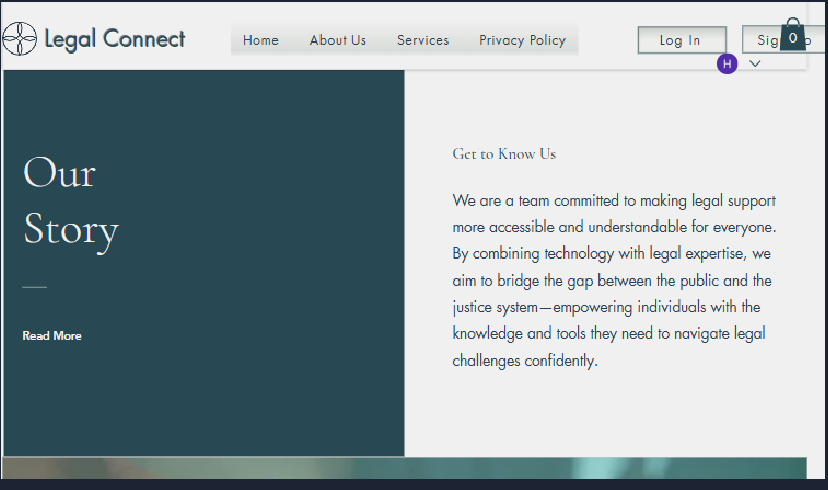 Legal Connect
Home
About Us
Services
Privacy Policy
Log In
0
H
Our
Story
Read More
Get to Know Us
We are a team committed to making legal support
more accessible and understandable for everyone.
By combining technology with legal expertise, we
aim to bridge the gap between the public and the
justice system—empowering individuals with the
knowledge and tools they need to navigate legal
challenges confidently.